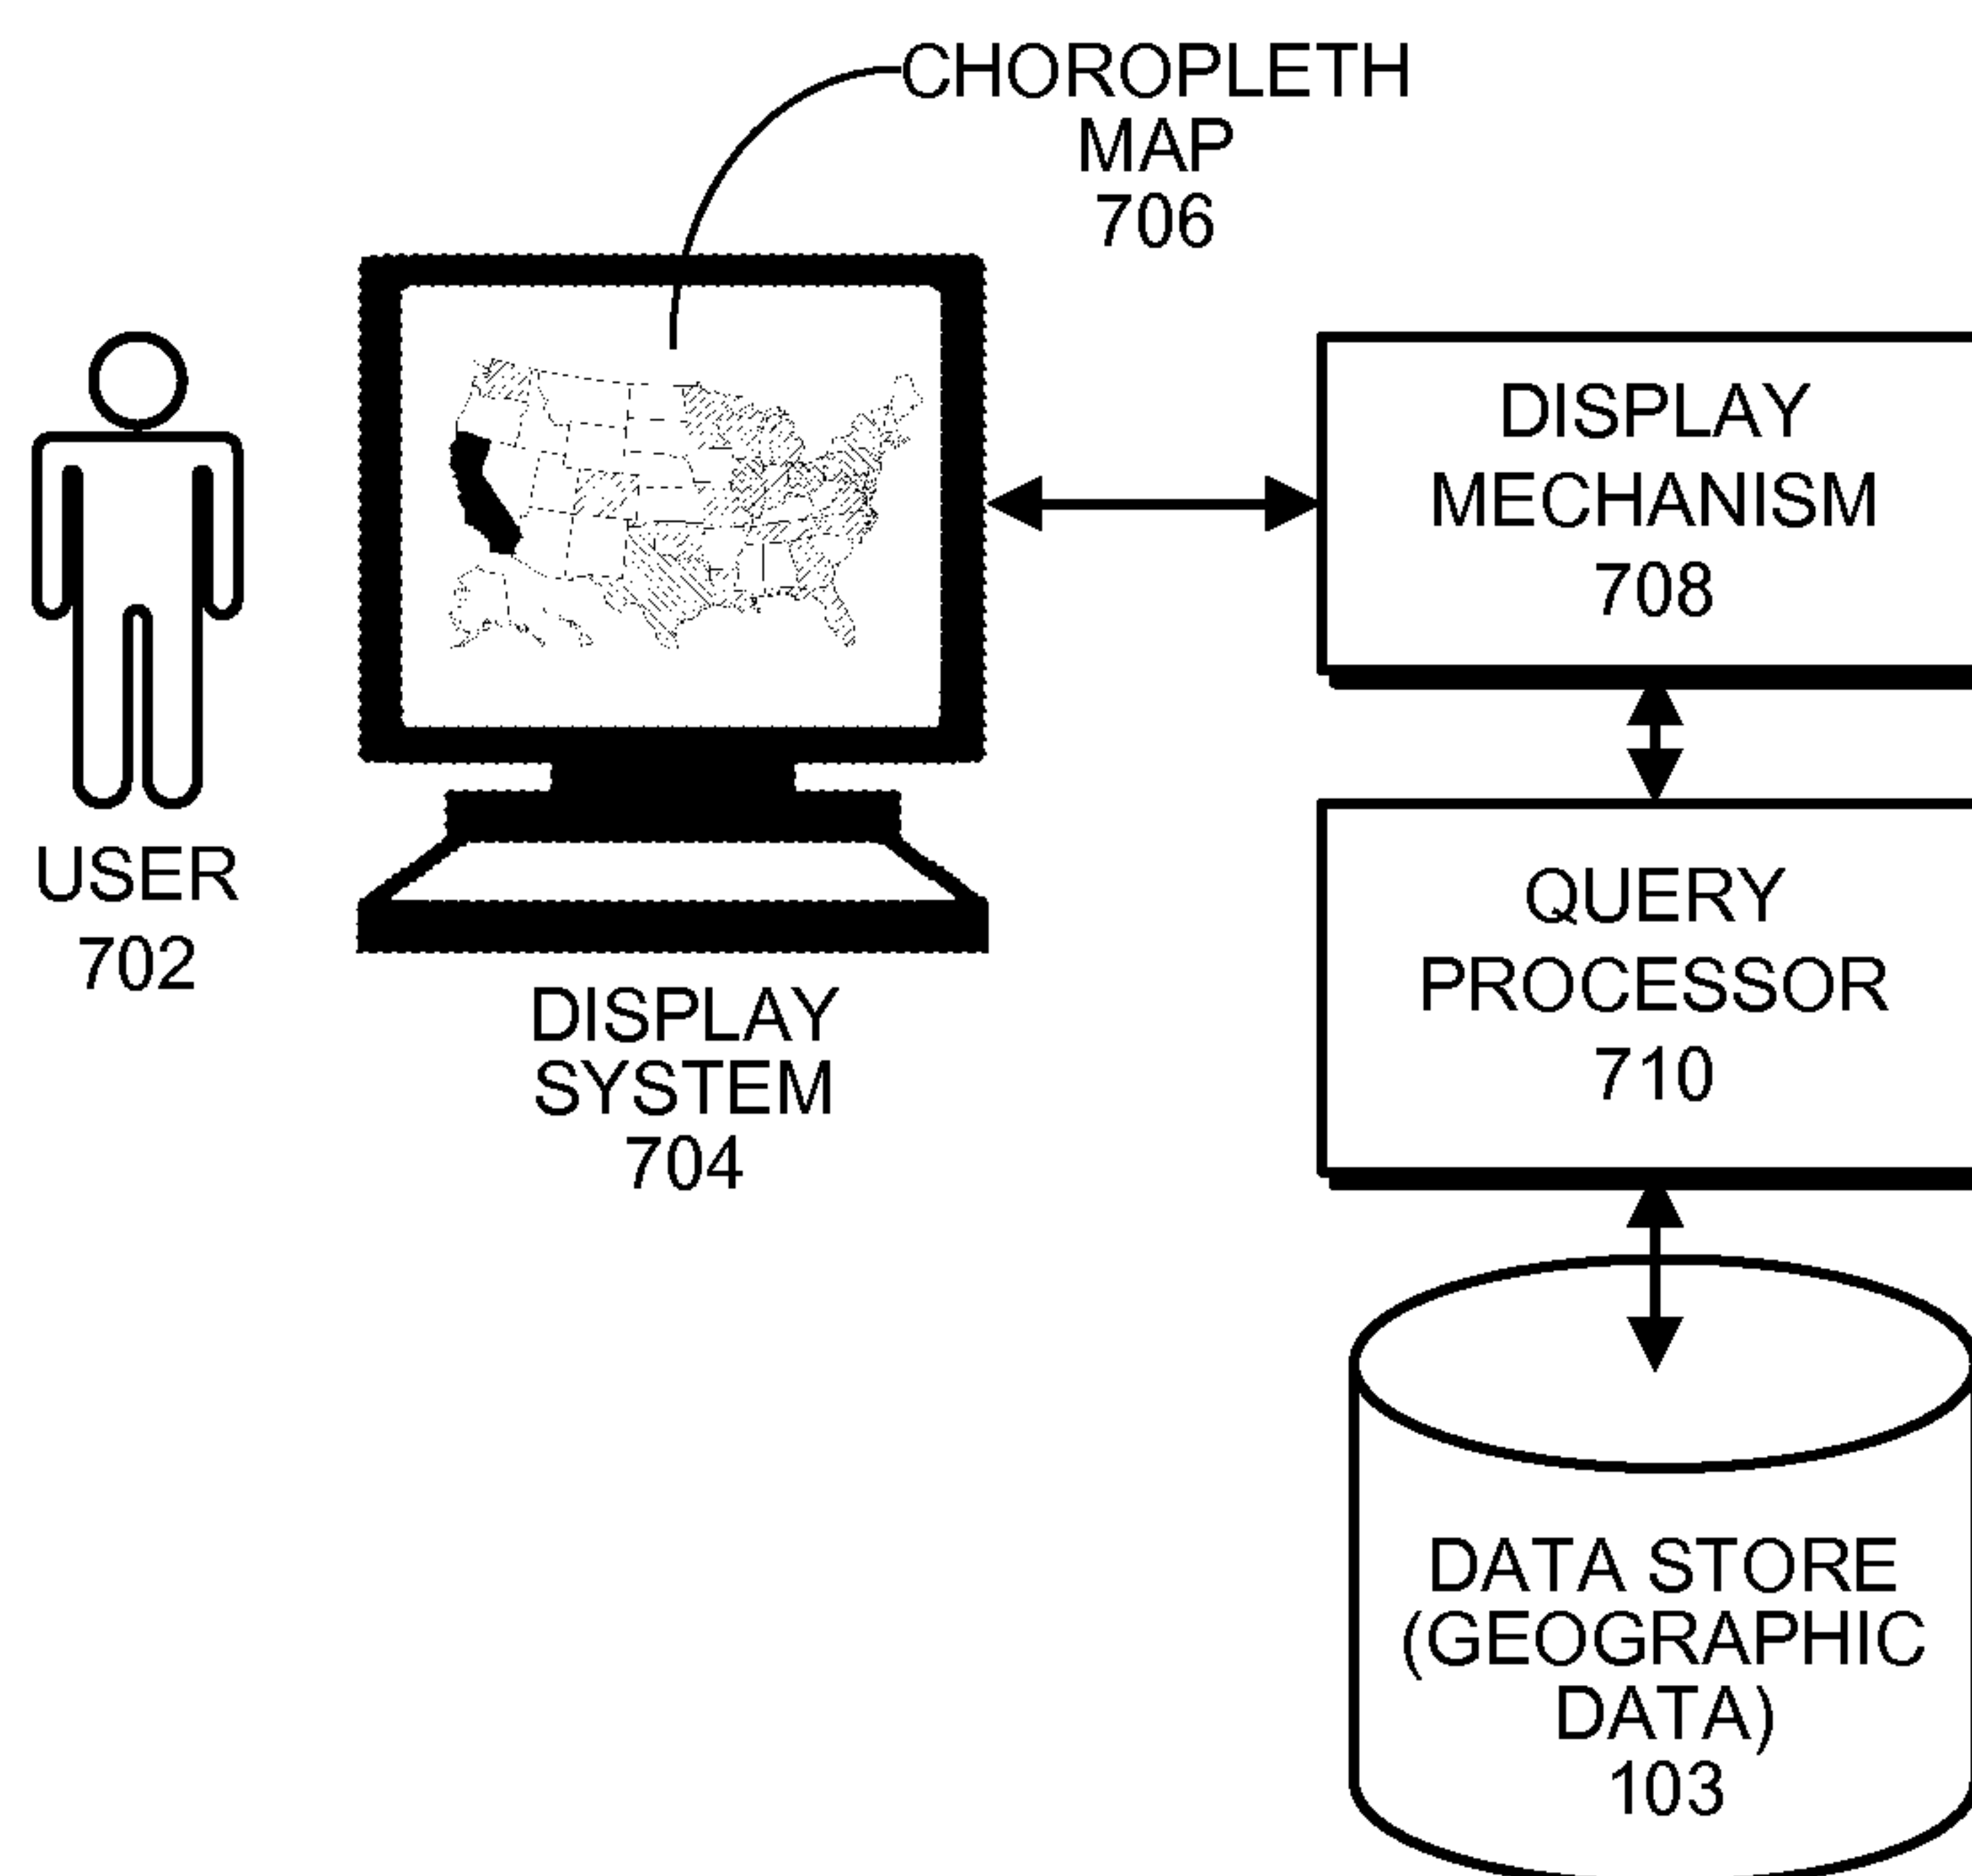 CHOROPLETH
MAP
706
DISPLAY
MECHANISM
708
USER
702
DISPLAY
SYSTEM
704
QUERY
PROCESSOR
710
DATA STORE
(GEOGRAPHIC
DATA)
103